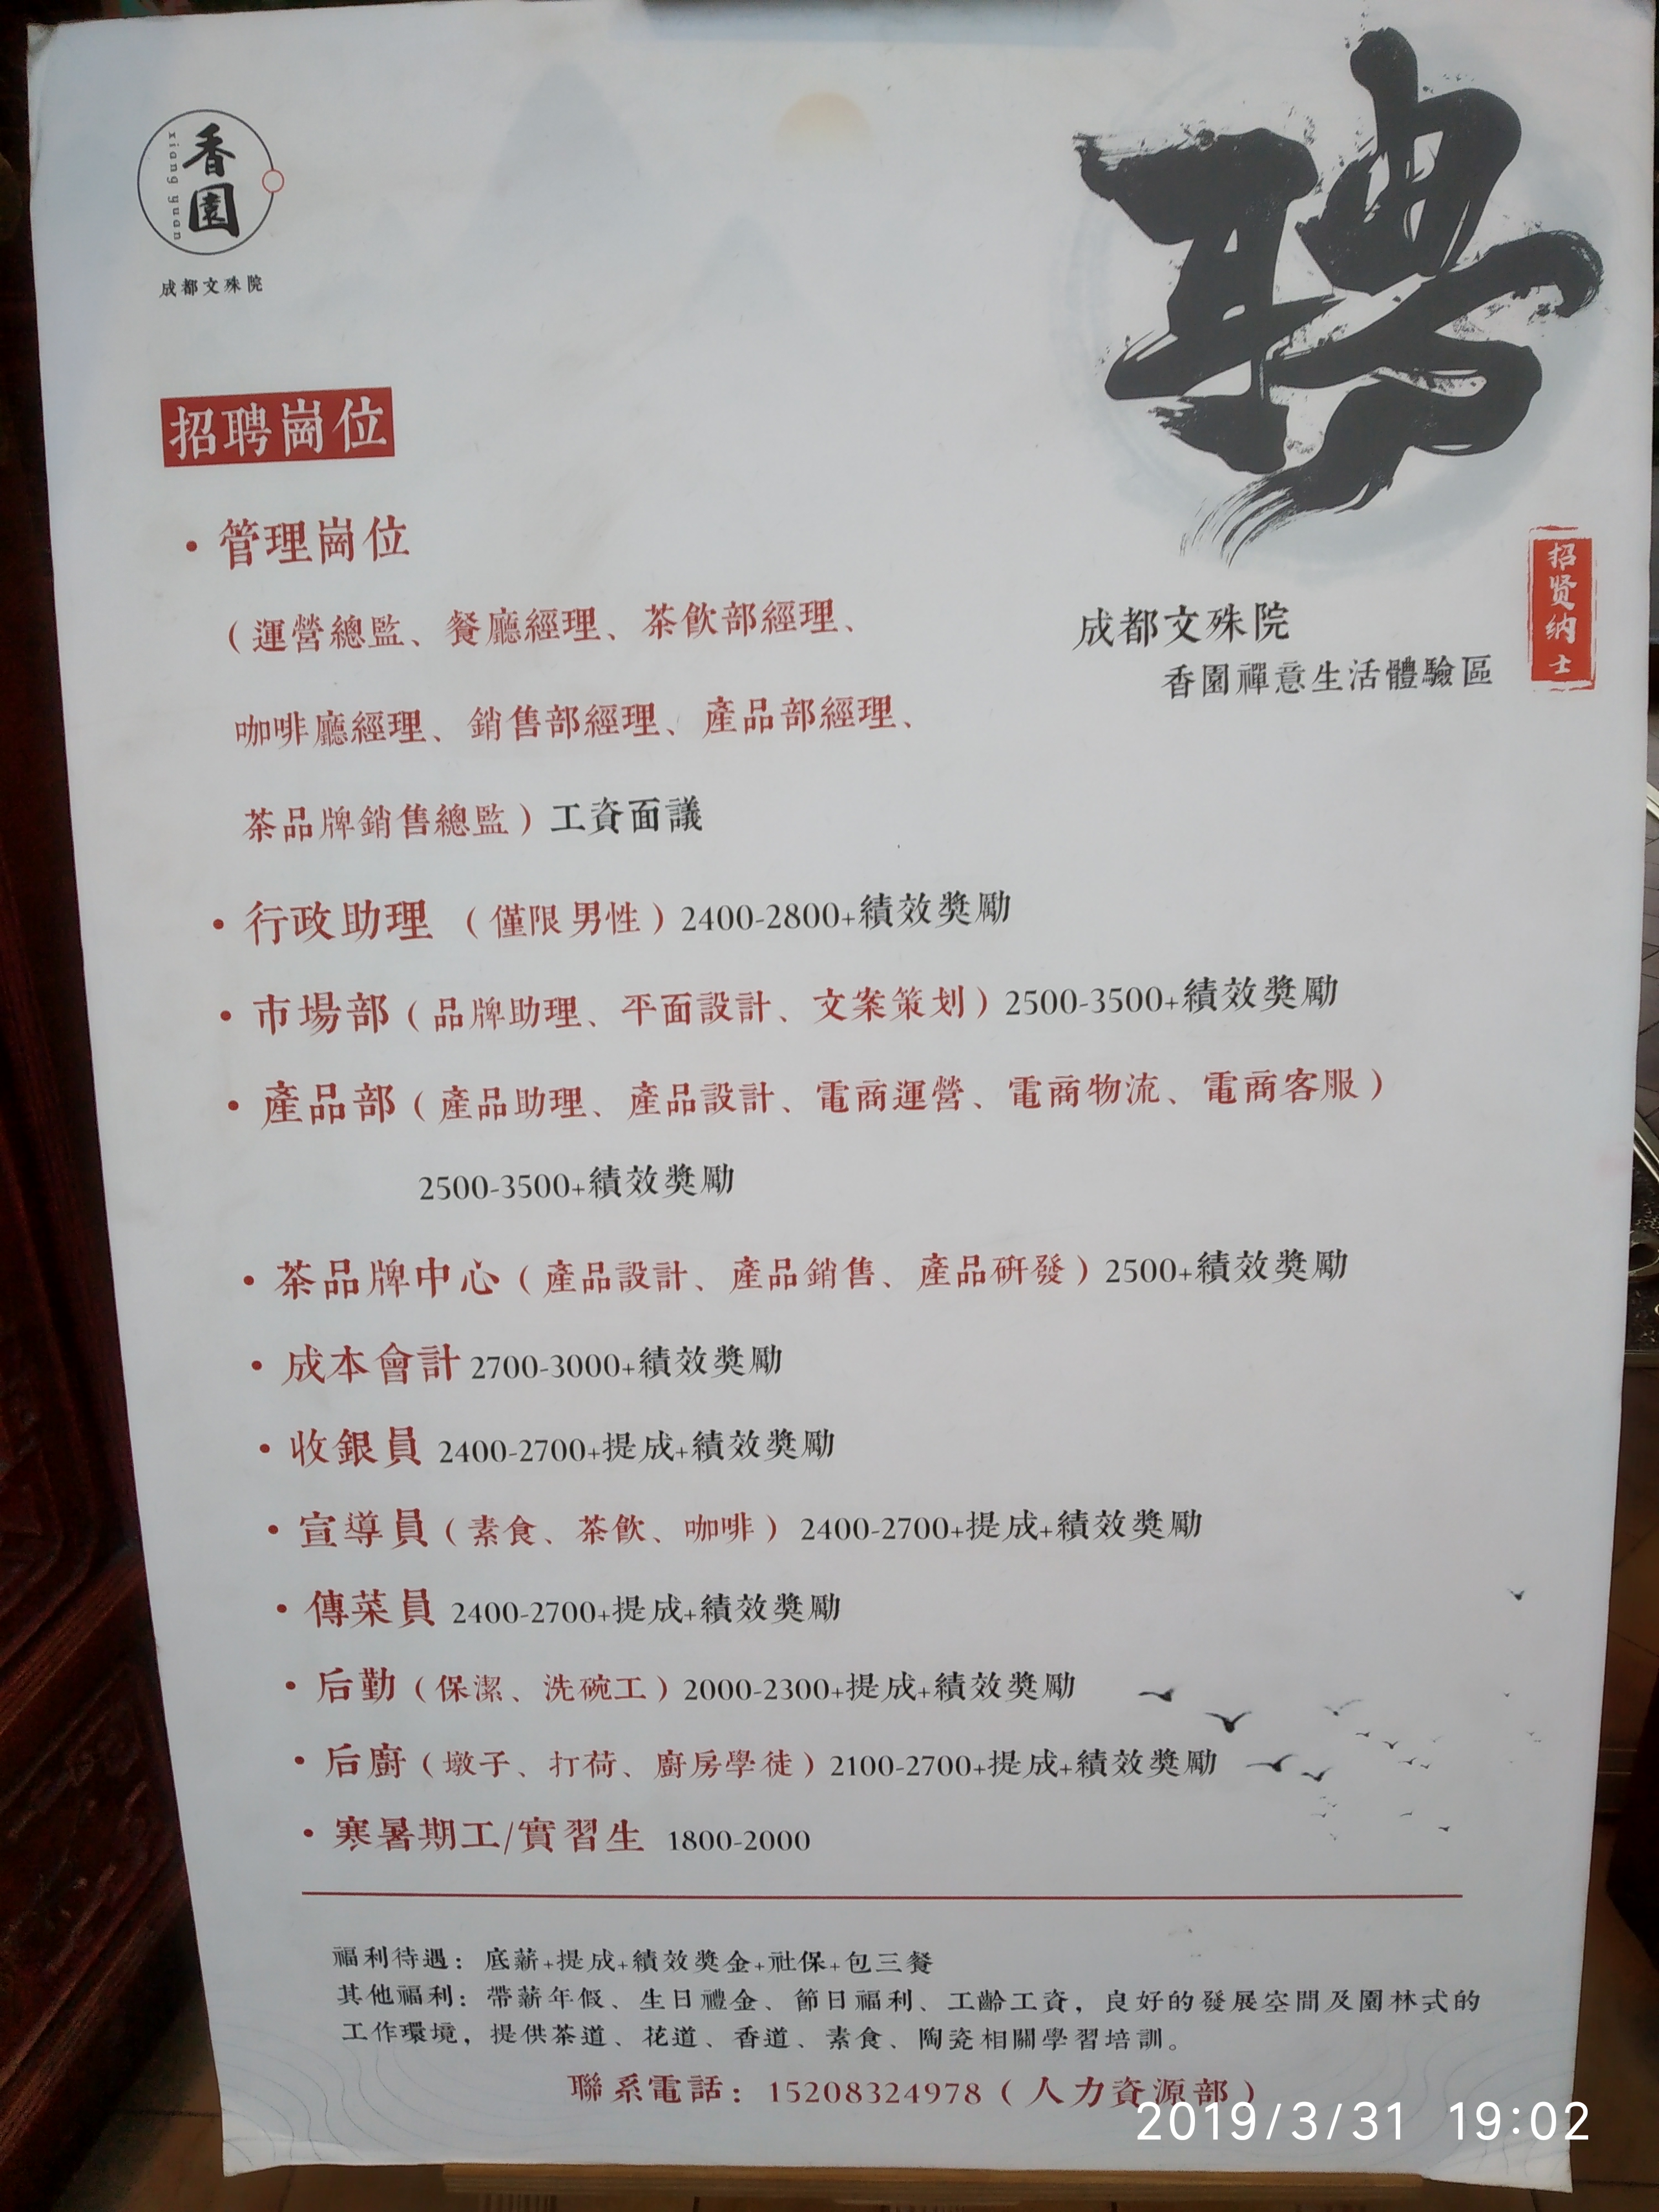 香園
xiang yuan
成都文殊院
聘
招贤纳士
成都文殊院
香園禪意生活體驗區
招聘崗位
·管理崗位
（運營總監、餐廳經理、茶飲部經理、
咖啡廳經理、銷售部經理、產品部經理、
茶品牌銷售總監）工資面議
·行政助理 （僅限男性）2400-2800+績效獎勵
·市場部（品牌助理、平面設計、文案策划）2500-3500+績效獎勵
·產品部（產品助理、產品設計、電商運營、電商物流、電商客服）
2500-3500+績效獎勵
·茶品牌中心（產品設計、產品銷售、產品研發）2500+績效獎勵
·成本會計 2700-3000+績效獎勵
·收銀員 2400-2700+提成+績效獎勵
·宣導員（素食、茶飲、咖啡） 2400-2700+提成+績效獎勵
·傳菜員 2400-2700+提成+績效獎勵
·后勤（保潔、洗碗工）2000-2300+提成+績效獎勵
·后廚（墩子、打荷、廚房學徒）2100-2700+提成+績效獎勵
·寒暑期工/實習生 1800-2000
福利待遇：底薪+提成+績效獎金+社保+包三餐
其他福利：帶薪年假、生日禮金、節日福利、工齡工資，良好的發展空間及園林式的
工作環境，提供茶道、花道、香道、素食、陶瓷相關學習培訓。
聯系電話：15208324978（人力資源部）
2019/3/31 19:02